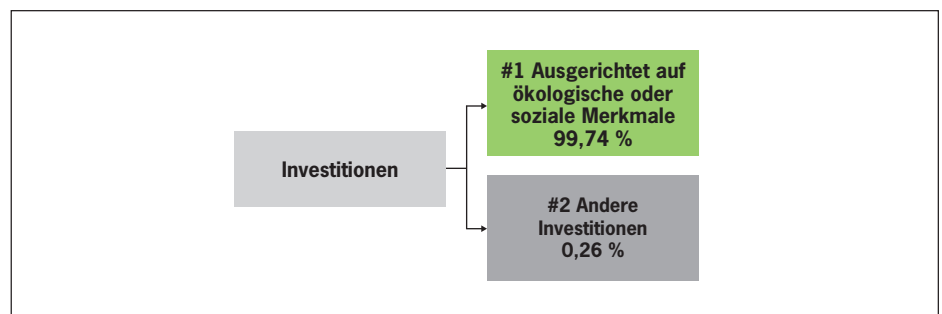 #1 Ausgerichtet auf
ökologische oder
soziale Merkmale
99,74 %
Investitionen
#2 Andere
Investitionen
0,26 %